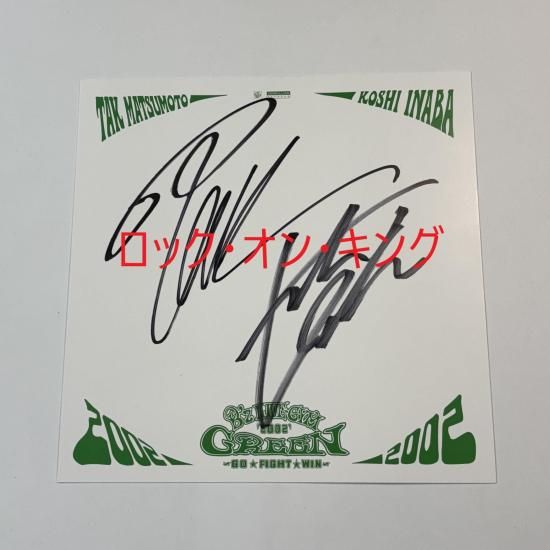 TAK MATSUMOTO
KOSHI INABA
ロック・オン・キング
2002
B'z LIVE-GYM
2002
GREEN
GO★FIGHT★WIN
2002